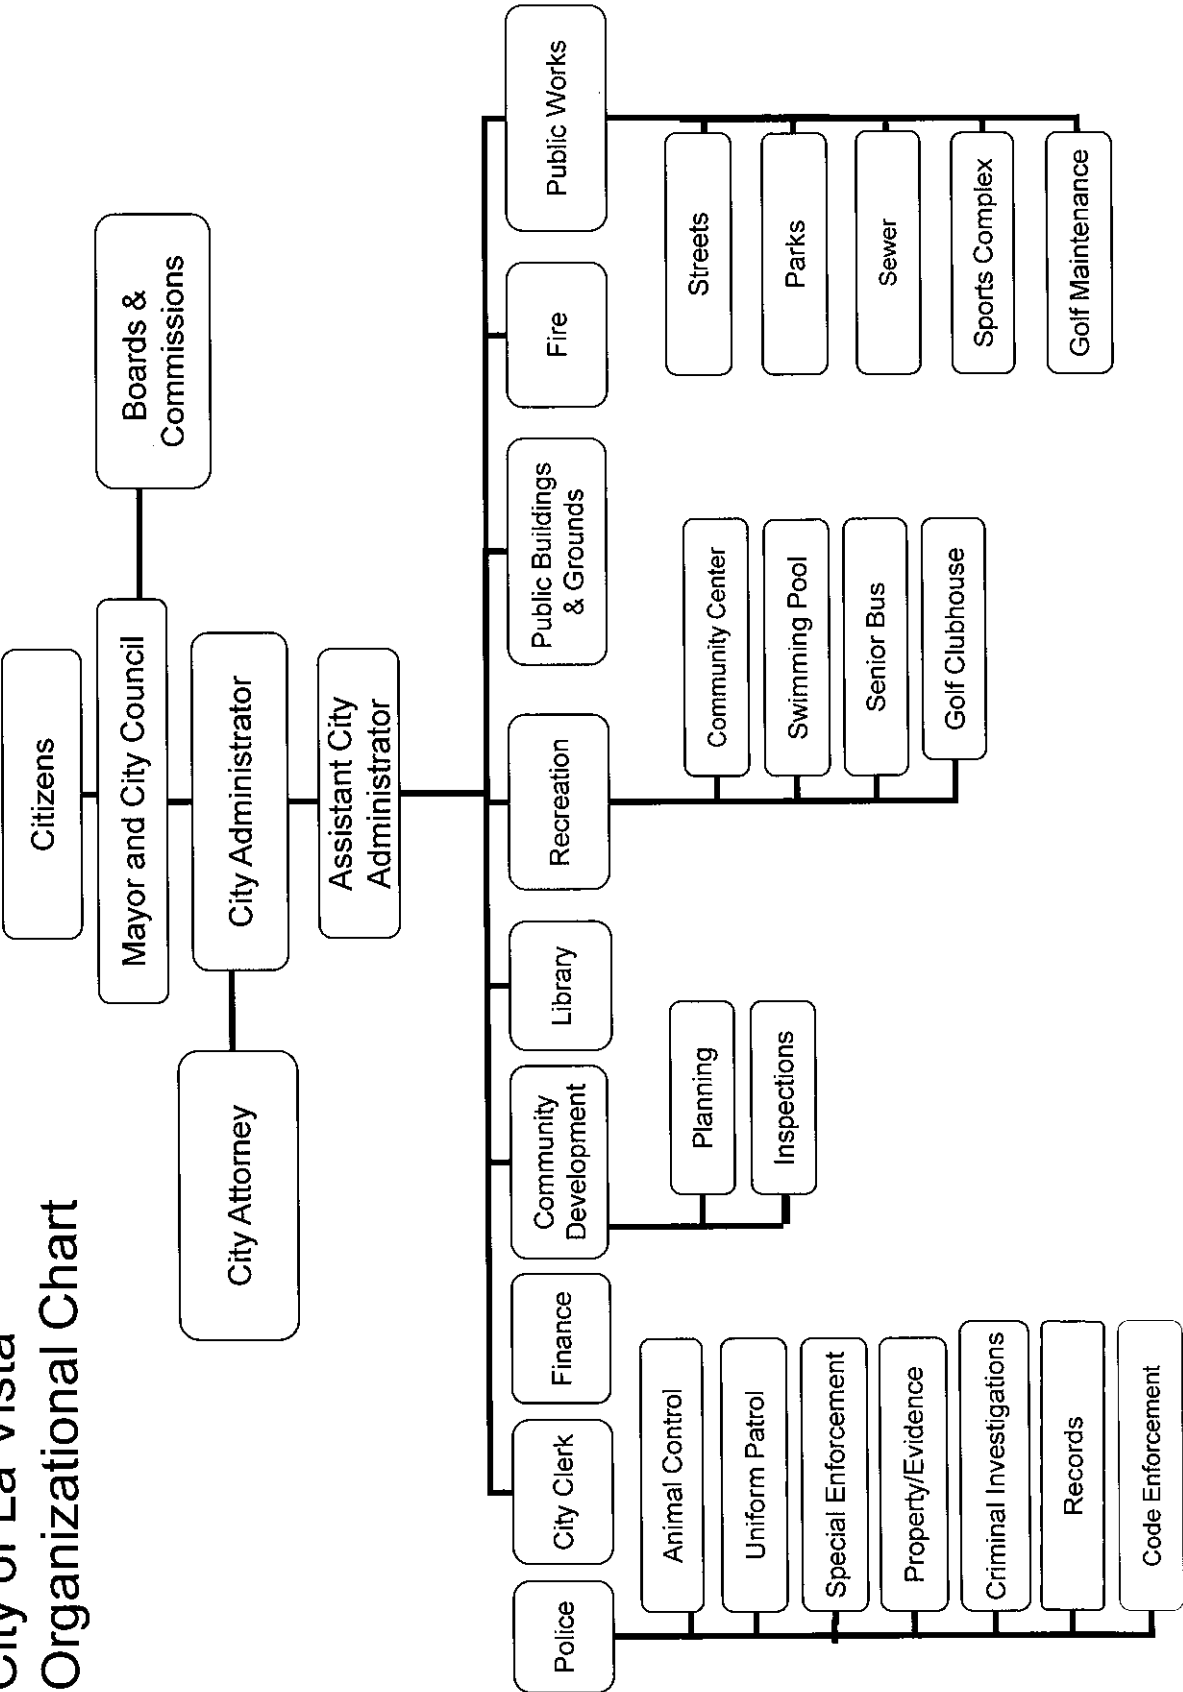 City of La Vista
Organizational Chart
Citizens
Mayor and City Council
Boards &
Commissions
City Administrator
City Attorney
Assistant City
Administrator
Police
City Clerk
Finance
Community
Development
Library
Recreation
Public Buildings
& Grounds
Fire
Public Works
Animal Control
Uniform Patrol
Special Enforcement
Property/Evidence
Criminal Investigations
Records
Code Enforcement
Planning
Inspections
Community Center
Swimming Pool
Senior Bus
Golf Clubhouse
Streets
Parks
Sewer
Sports Complex
Golf Maintenance